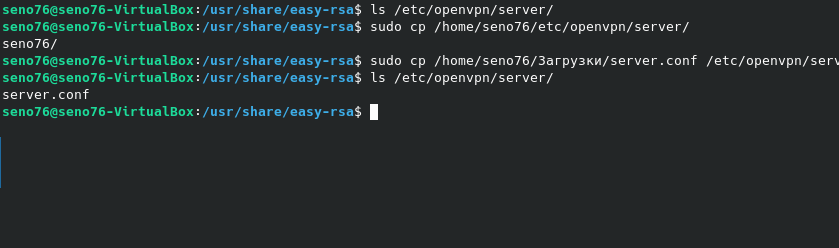 seno76@seno76-VirtualBox:/usr/share/easy-rsa$ ls /etc/openvpn/server/
seno76@seno76-VirtualBox:/usr/share/easy-rsa$ sudo cp /home/seno76/etc/openvpn/server/
seno76/
seno76@seno76-VirtualBox:/usr/share/easy-rsa$ sudo cp /home/seno76/Загрузки/server.conf /etc/openvpn/serv
seno76@seno76-VirtualBox:/usr/share/easy-rsa$ ls /etc/openvpn/server/
server.conf
seno76@seno76-VirtualBox:/usr/share/easy-rsa$